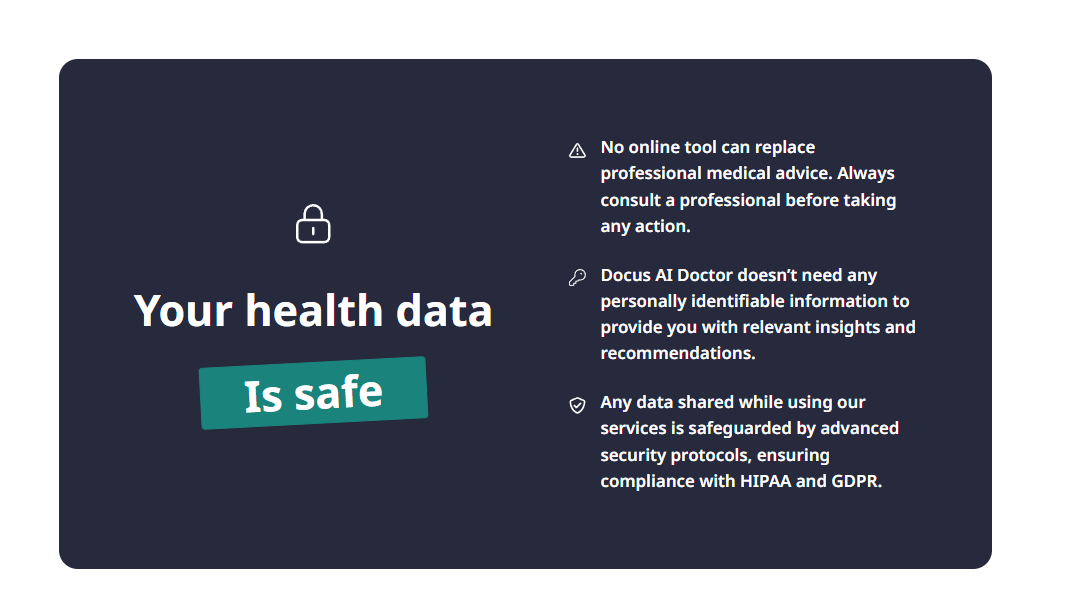 Your health data
Is safe
No online tool can replace
professional medical advice. Always
consult a professional before taking
any action.
Docus AI Doctor doesn’t need any
personally identifiable information to
provide you with relevant insights and
recommendations.
Any data shared while using our
services is safeguarded by advanced
security protocols, ensuring
compliance with HIPAA and GDPR.